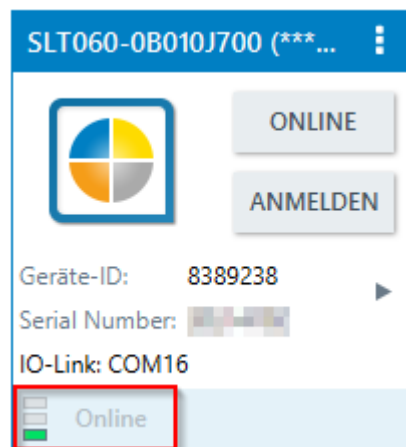 SLT060-0B010J700 (***...
ONLINE
ANMELDEN
Geräte-ID: 8389238
Serial Number:
IO-Link: COM16
Online